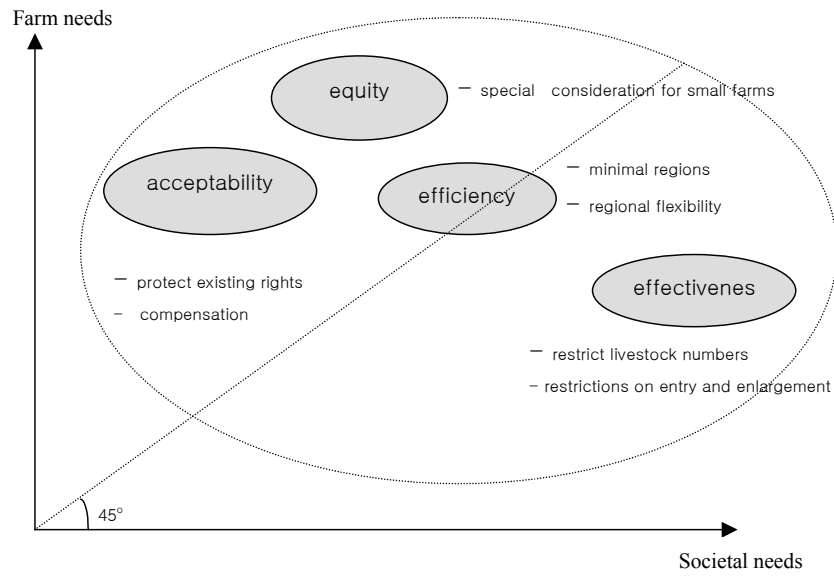 Farm needs
equity
– special consideration for small farms
acceptability
efficiency
– minimal regions
– regional flexibility
– protect existing rights
– compensation
effectivenes
– restrict livestock numbers
– restrictions on entry and enlargement
45°
Societal needs